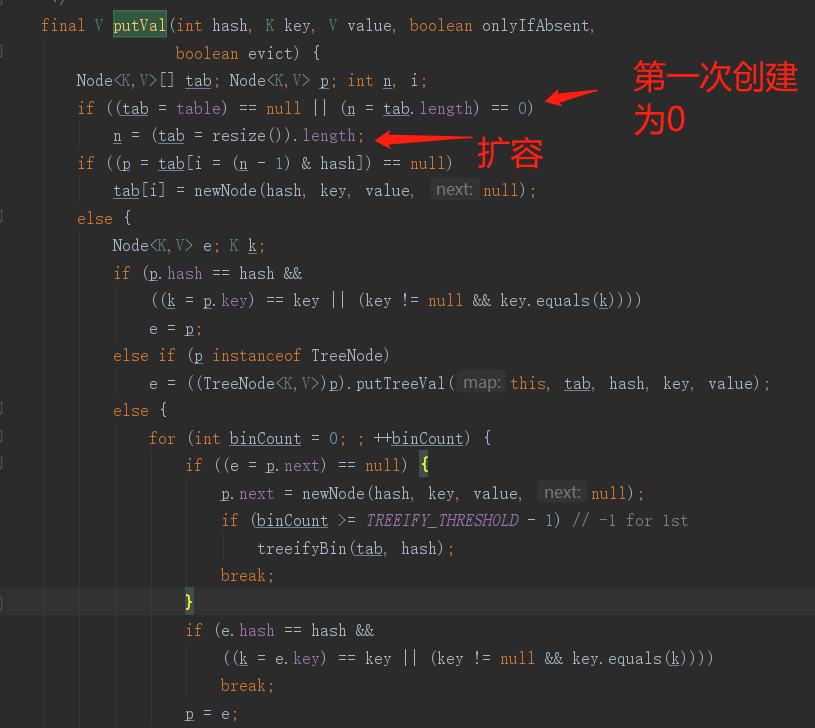 final V putVal(int hash, K key, V value, boolean onlyIfAbsent,
boolean evict) {
Node<K,V>[] tab; Node<K,V> p; int n, i;
if ((tab = table) == null || (n = tab.length) == 0)
第一次创建
为0
n = (tab = resize()).length;
扩容
if ((p = tab[i = (n - 1) & hash]) == null)
tab[i] = newNode(hash, key, value, next: null);
else {
Node<K,V> e; K k;
if (p.hash == hash &&
((k = p.key) == key || (key != null && key.equals(k))))
e = p;
else if (p instanceof TreeNode)
e = ((TreeNode<K,V>)p).putTreeVal( map: this, tab, hash, key, value);
else {
for (int binCount = 0; ; ++binCount) {
if ((e = p.next) == null) {
p.next = newNode(hash, key, value, next: null);
if (binCount >= TREEIFY_THRESHOLD - 1) // -1 for 1st
treeifyBin(tab, hash);
break;
}
if (e.hash == hash &&
((k = e.key) == key || (key != null && key.equals(k))))
break;
p = e;